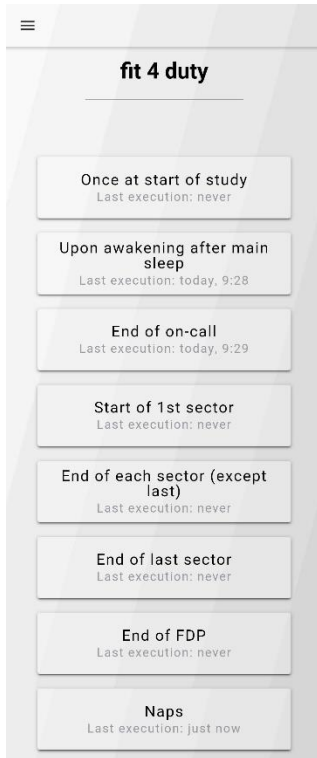 fit 4 duty
Once at start of study
Last execution: never
Upon awakening after main
sleep
Last execution: today, 9:28
End of on-call
Last execution: today, 9:29
Start of 1st sector
Last execution: never
End of each sector (except
last)
Last execution: never
End of last sector
Last execution: never
End of FDP
Last execution: never
Naps
Last execution: just now